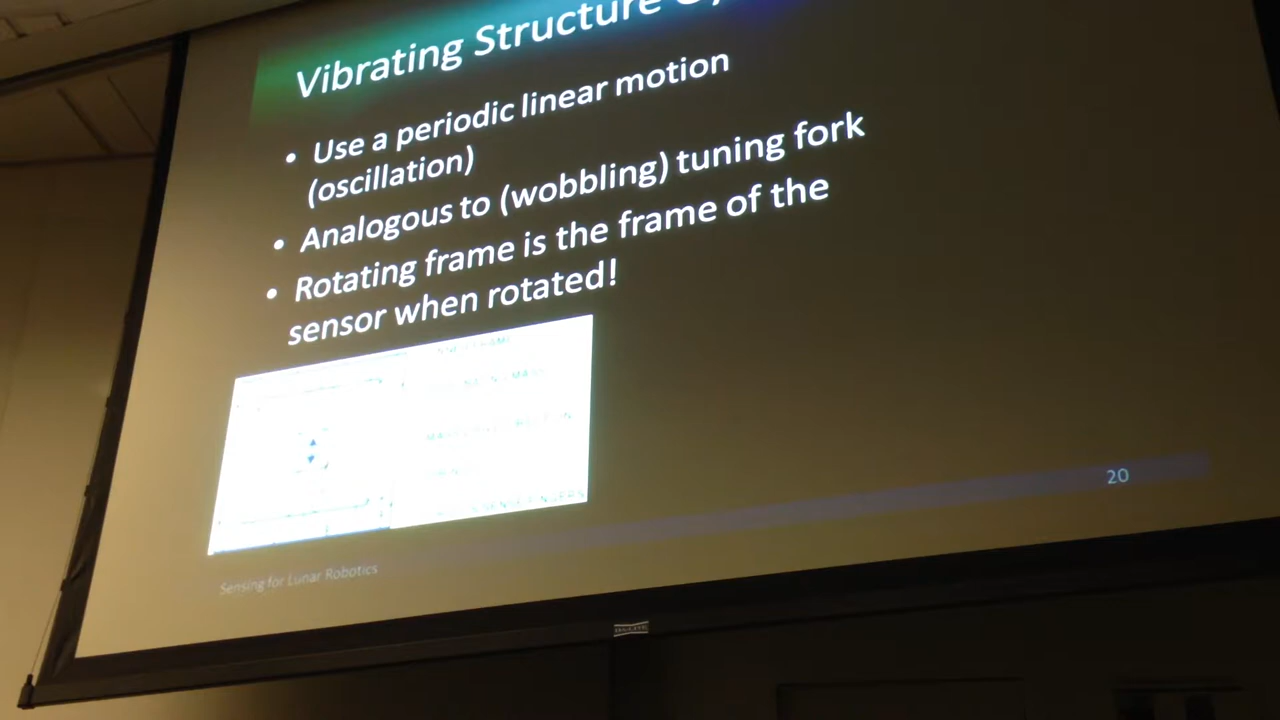 Vibrating Structure
• Use a periodic linear motion
(oscillation)
• Analogous to (wobbling) tuning fork
• Rotating frame is the frame of the
sensor when rotated!
20
Sensing for Lunar Robotics